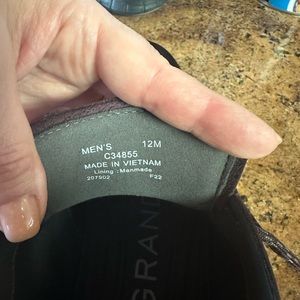 MEN'S 12M
C34855
MADE IN VIETNAM
Lining : Manmade
207502 F22
GRAND